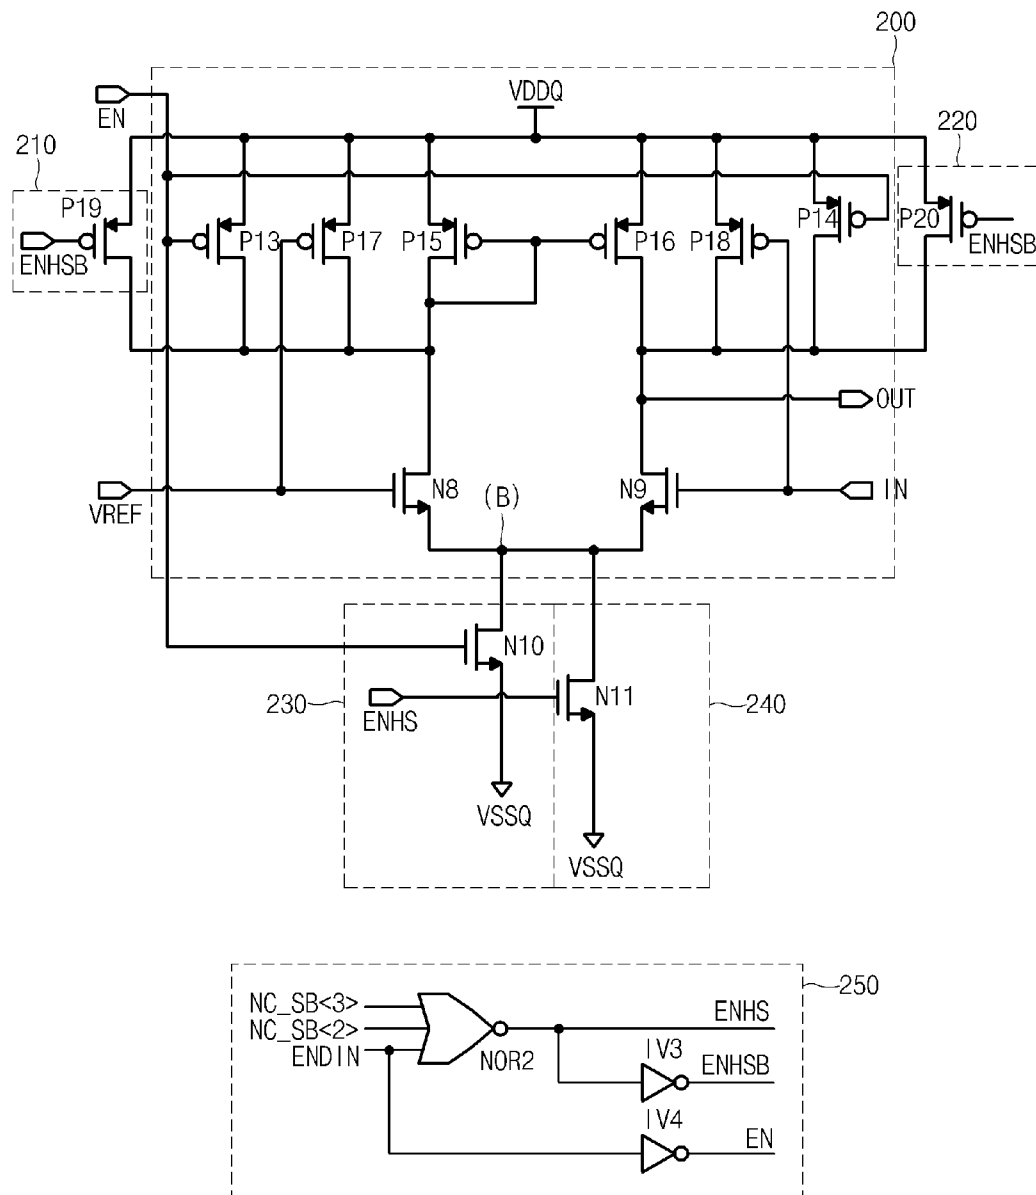 200
EN
VDDQ
210
220
P19
P13
P17
P15
P16
P18
P14
P20
ENHSB
ENHSB
OUT
N8
N9
(B)
VREF
IN
N10
N11
230
ENHS
240
VSSQ
VSSQ
250
NC_SB<3>
ENHS
NC_SB<2>
ENDIN
NOR2
IV3
ENHSB
IV4
EN